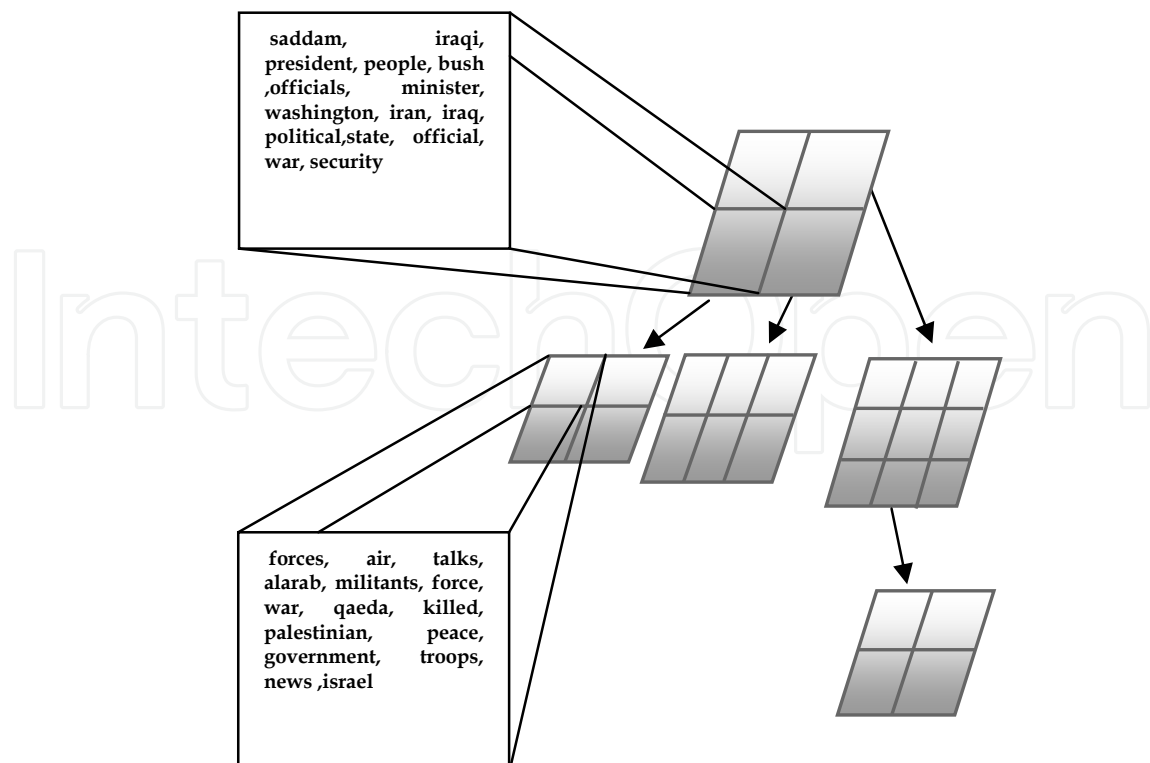 saddam, iraqi,
president, people, bush
,officials, minister,
washington, iran, iraq,
political,state, official,
war, security
IntechOpen
forces, air, talks,
alarab, militants, force,
war, qaeda, killed,
palestinian, peace,
government, troops,
news ,israel